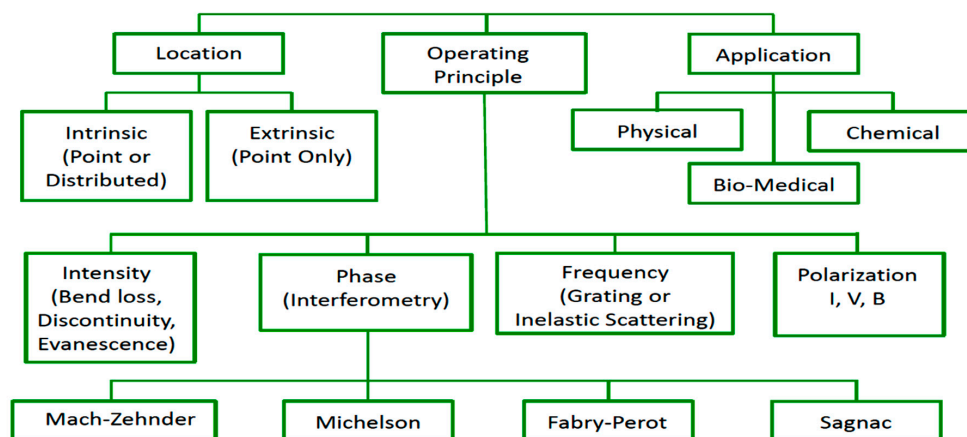 Location
Operating
Principle
Application
Intrinsic
(Point or
Distributed)
Extrinsic
(Point Only)
Physical
Chemical
Bio-Medical
Intensity
(Bend loss,
Discontinuity,
Evanescence)
Phase
(Interferometry)
Frequency
(Grating or
Inelastic Scattering)
Polarization
I, V, B
Mach-Zehnder
Michelson
Fabry-Perot
Sagnac